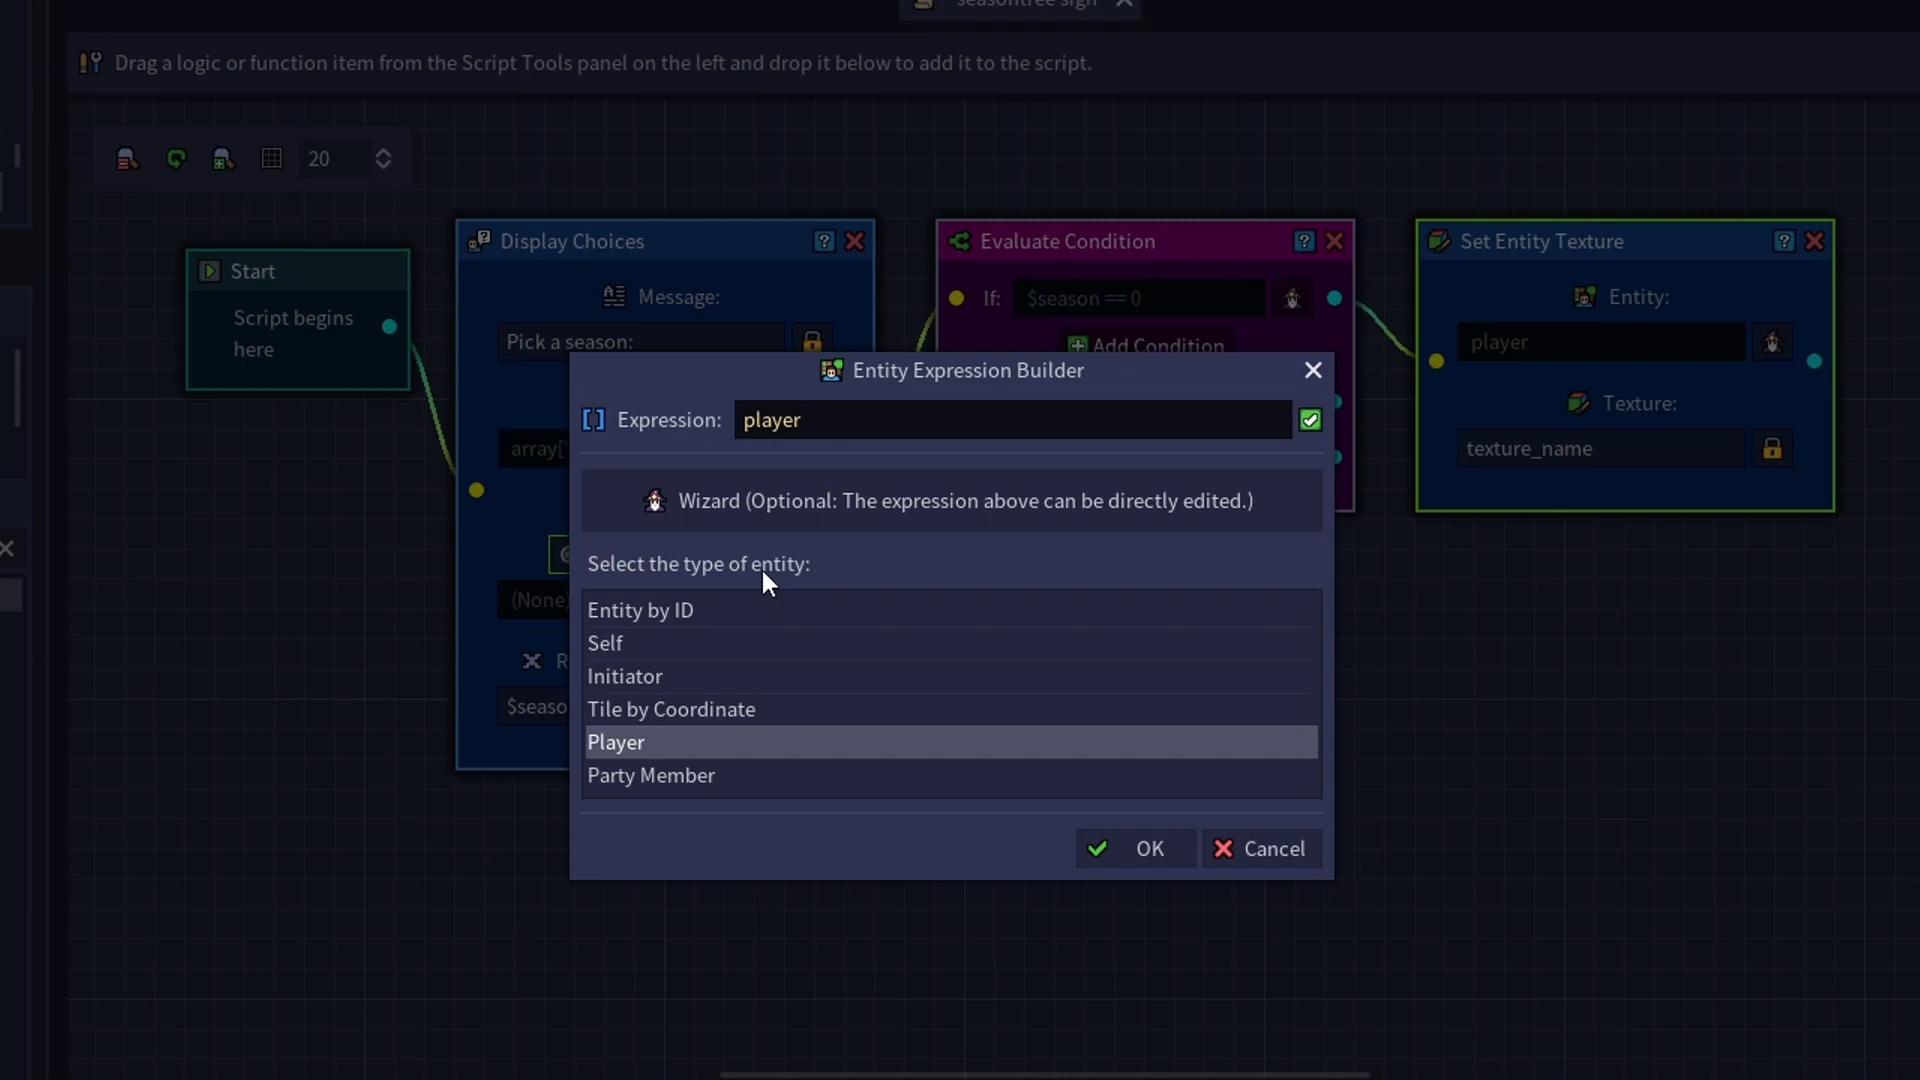 seasontree sign
Drag a logic or function item from the Script Tools panel on the left and drop it below to add it to the script.
20
Start
Script begins
here
Display Choices
Message:
Pick a season:
array['
(None)
R
$seaso
Evaluate Condition
If: $season == 0
Add Condition
Set Entity Texture
Entity:
player
Texture:
texture_name
Entity Expression Builder
Expression: player
Wizard (Optional: The expression above can be directly edited.)
Select the type of entity:
Entity by ID
Self
Initiator
Tile by Coordinate
Player
Party Member
OK
Cancel